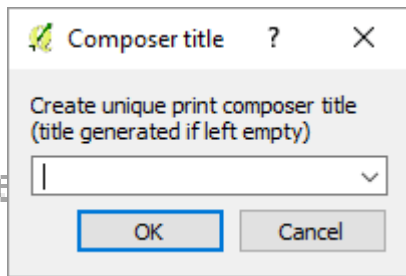 Composer title
Create unique print composer title
(title generated if left empty)
OK
Cancel